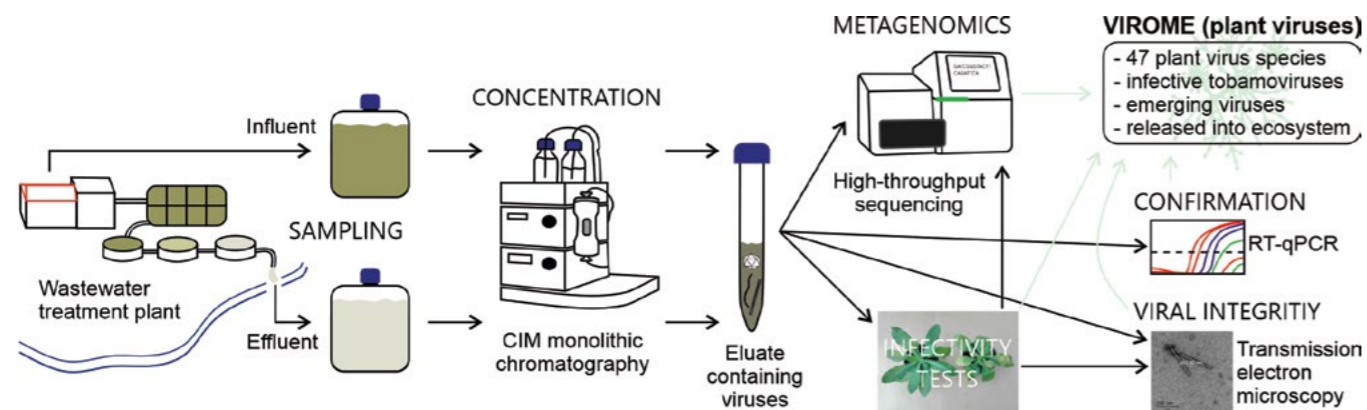 METAGENOMICS
VIROME (plant viruses)
- 47 plant virus species
- infective tobamoviruses
- emerging viruses
- released into ecosystem
CONCENTRATION
Influent
High-throughput
sequencing
CONFIRMATION
RT-qPCR
SAMPLING
Wastewater
treatment plant
Effluent
CIM monolithic
chromatography
Eluate
containing
viruses
INFECTIVITY
TESTS
VIRAL INTEGRITIY
Transmission
electron
microscopy